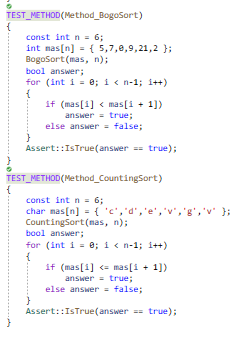 TEST_METHOD(Method_BogoSort)
{
const int n = 6;
int mas[n] = { 5,7,0,9,21,2 };
BogoSort(mas, n);
bool answer;
for (int i = 0; i < n-1; i++)
{
if (mas[i] < mas[i + 1])
answer = true;
else answer = false;
}
Assert::IsTrue(answer == true);
}
TEST_METHOD(Method_CountingSort)
{
const int n = 6;
char mas[n] = { 'c','d','e','v','g','v' };
CountingSort(mas, n);
bool answer;
for (int i = 0; i < n-1; i++)
{
if (mas[i] <= mas[i + 1])
answer = true;
else answer = false;
}
Assert::IsTrue(answer == true);
}